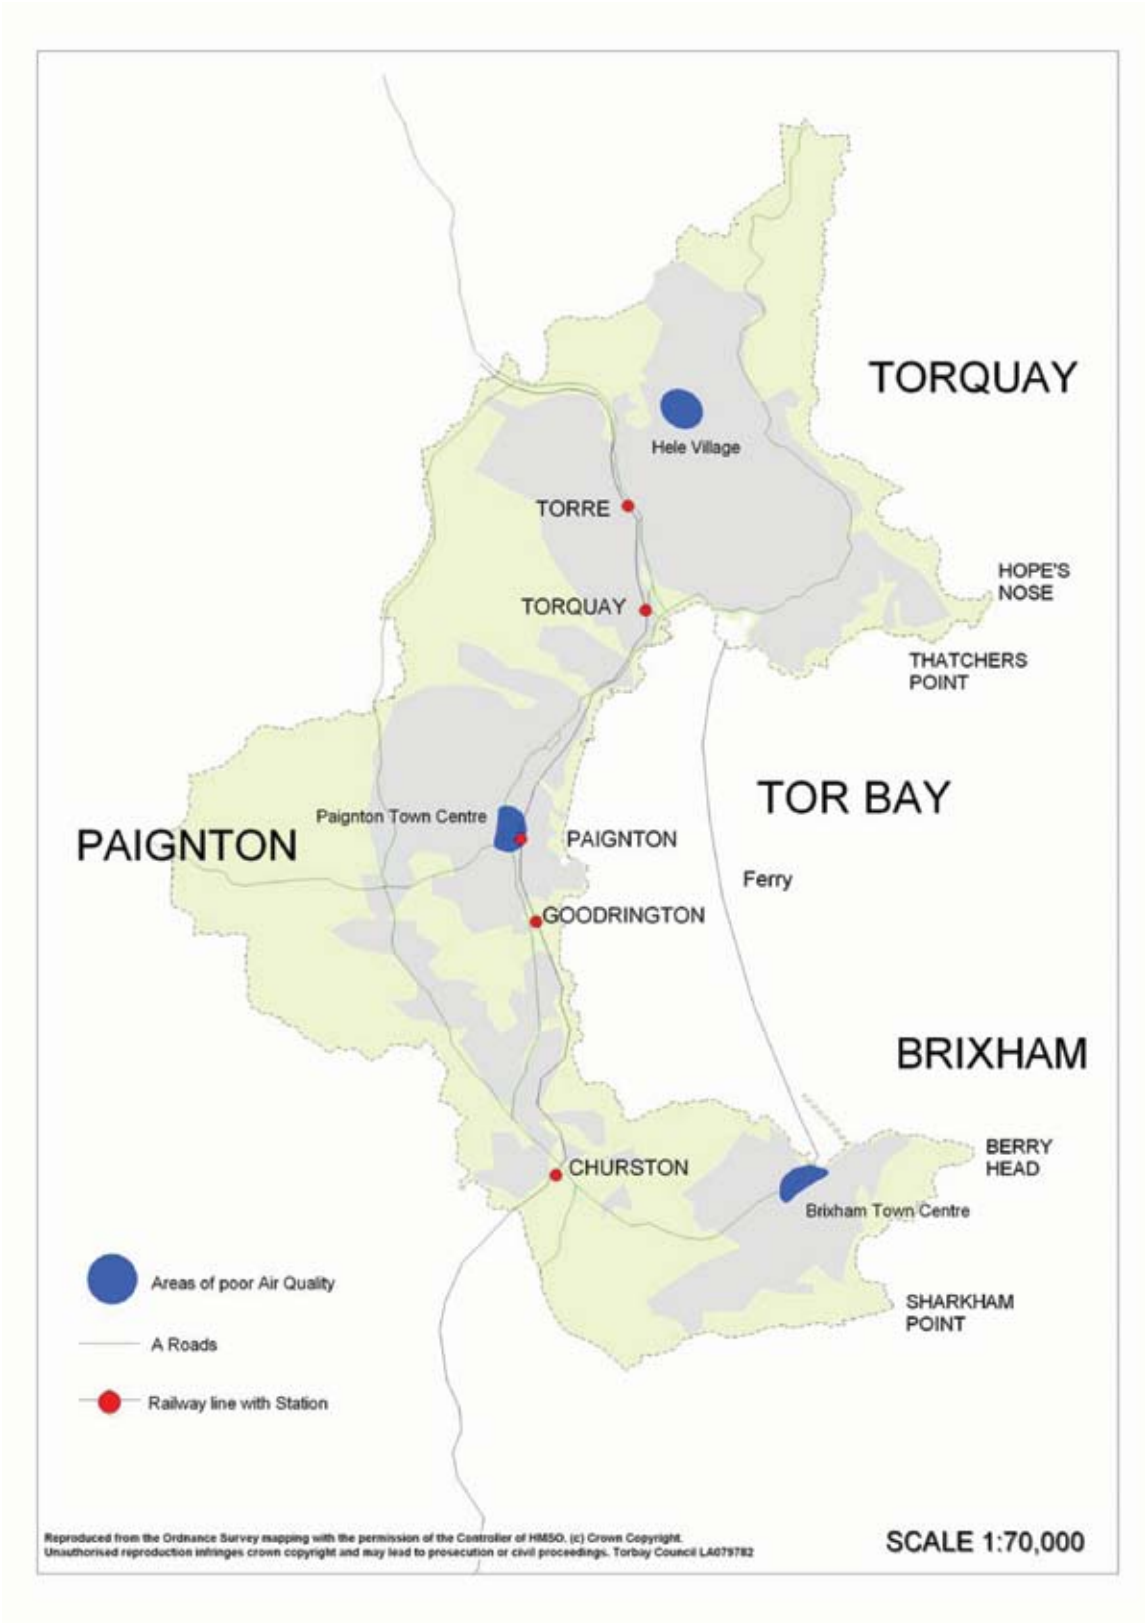 TORQUAY
Hele Village
TORRE
HOPE'S
NOSE
TORQUAY
THATCHERS
POINT
TOR BAY
Paignton Town Centre
PAIGNTON
PAIGNTON
Ferry
GOODRINGTON
BRIXHAM
BERRY
HEAD
CHURSTON
Brixham Town Centre
Areas of poor Air Quality
SHARKHAM
POINT
A Roads
Railway line with Station
Reproduced from the Ordnance Survey mapping with the permission of the Controller of HMSO. (c) Crown Copyright.
Unauthorised reproduction infringes crown copyright and may lead to prosecution or civil proceedings. Torbay Council LA079782
SCALE 1:70,000